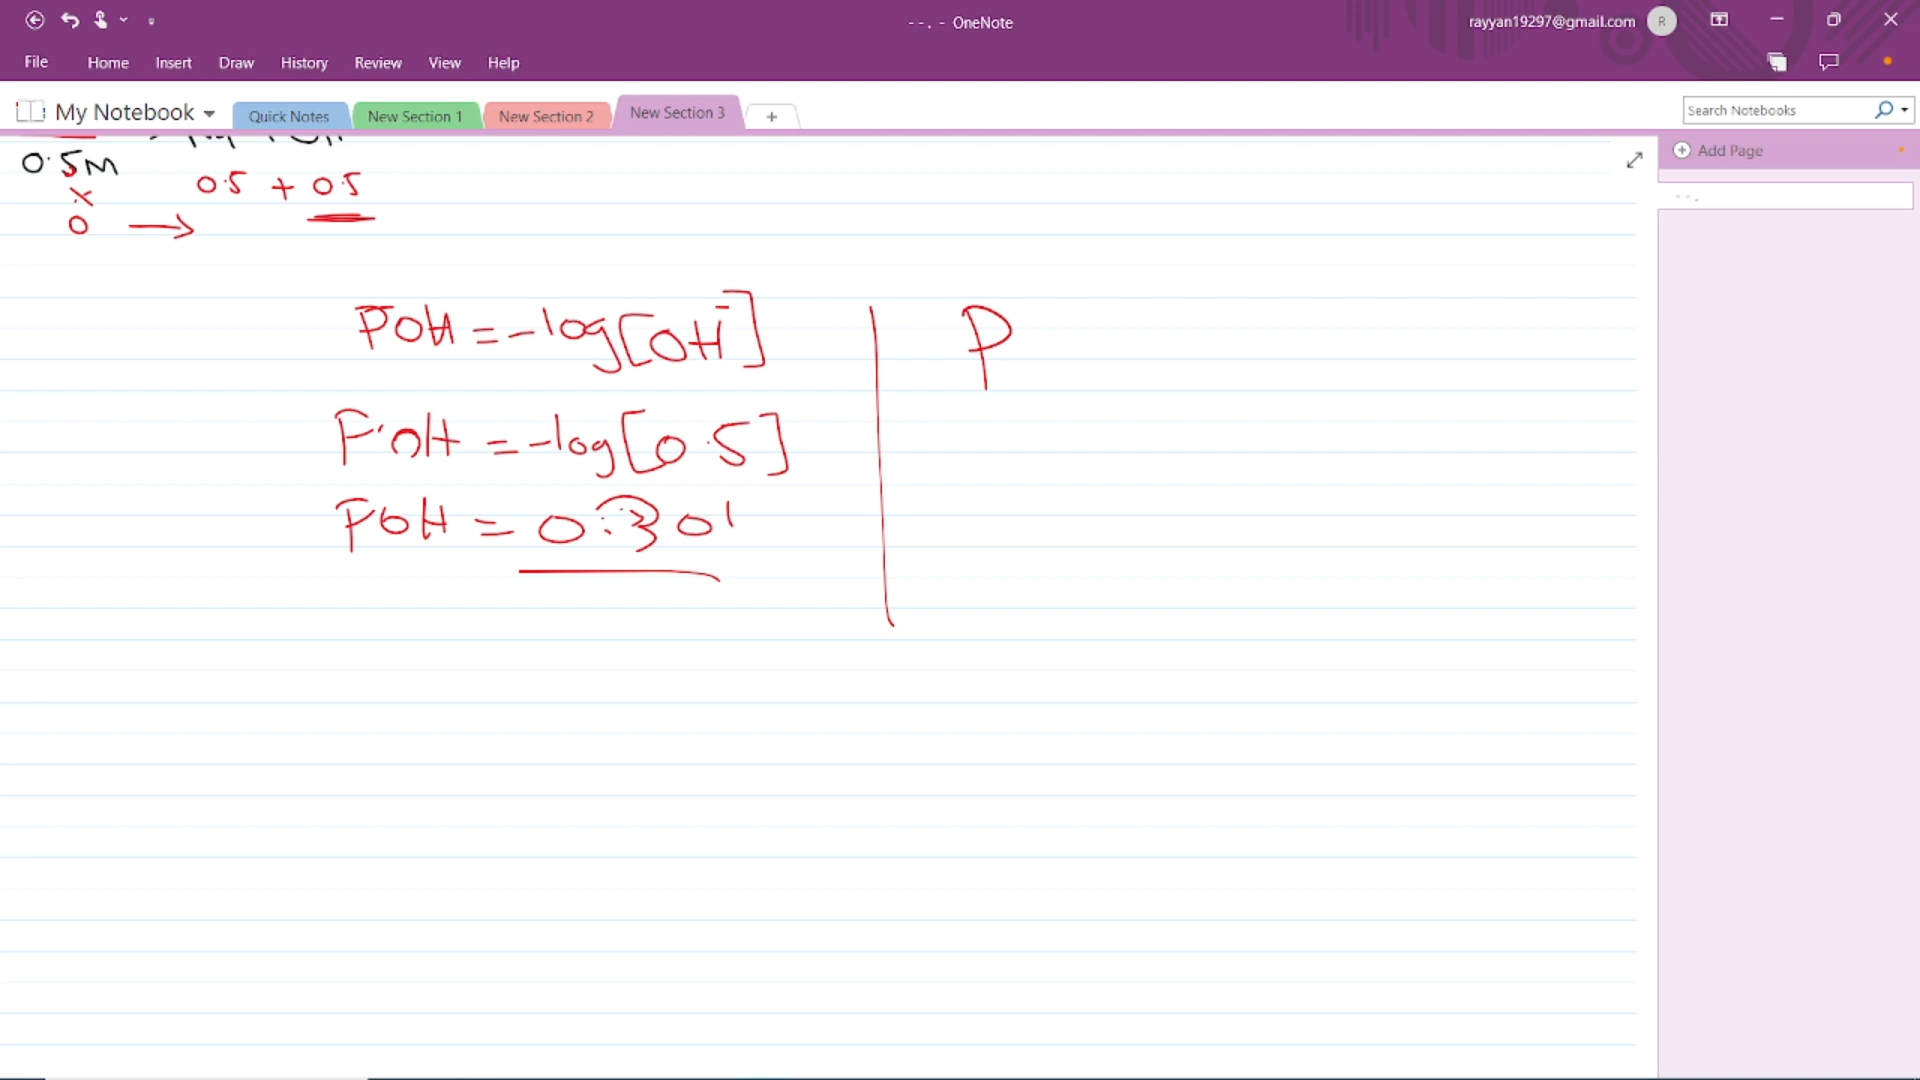 --. - OneNote
rayyan19297@gmail.com
R
File Home Insert Draw History Review View Help
My Notebook
Quick Notes
New Section 1
New Section 2
New Section 3
+
Search Notebooks
Add Page
--.
0.5M
0.5 + 0.5
x
0 →
POH = -log[OH⁻]
POH = -log[0.5]
POH = 0.301
P